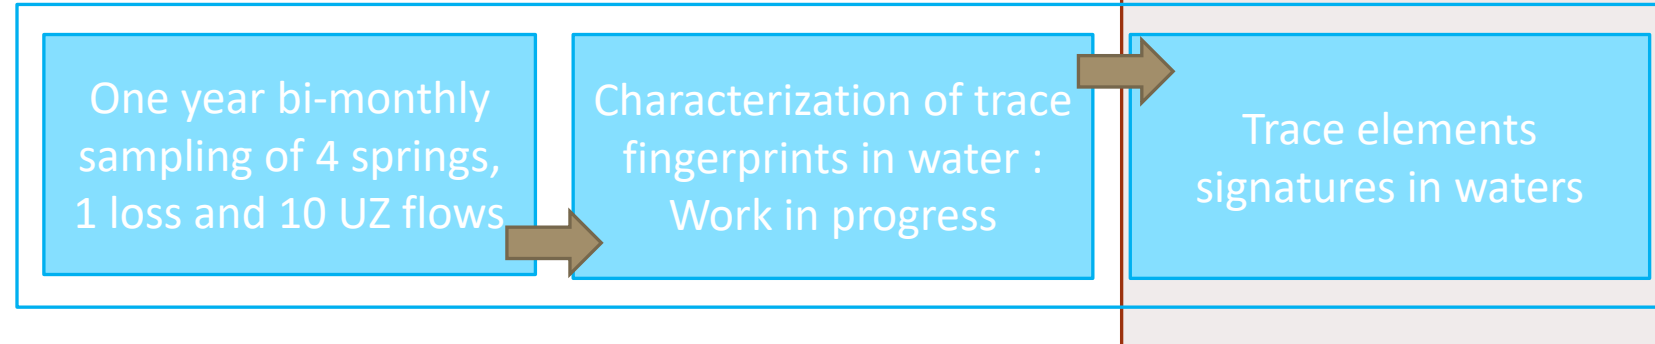 One year bi-monthly
sampling of 4 springs,
1 loss and 10 UZ flows
Characterization of trace
fingerprints in water :
Work in progress
Trace elements
signatures in waters